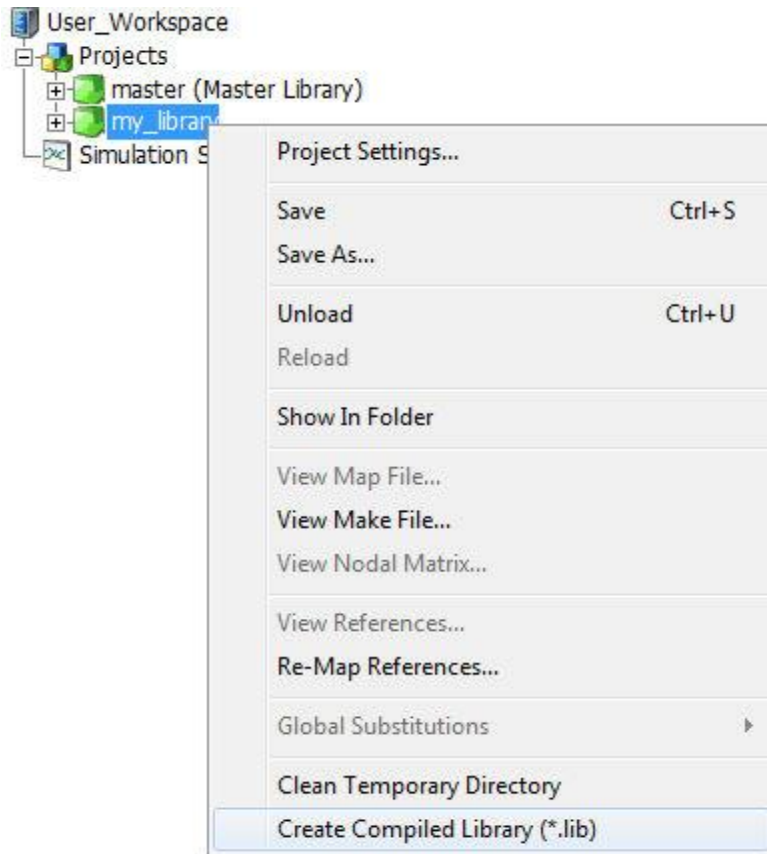 User_Workspace
Projects
master (Master Library)
my_library
Simulation S
Project Settings...
Save Ctrl+S
Save As...
Unload Ctrl+U
Reload
Show In Folder
View Map File...
View Make File...
View Nodal Matrix...
View References...
Re-Map References...
Global Substitutions
Clean Temporary Directory
Create Compiled Library (*.lib)